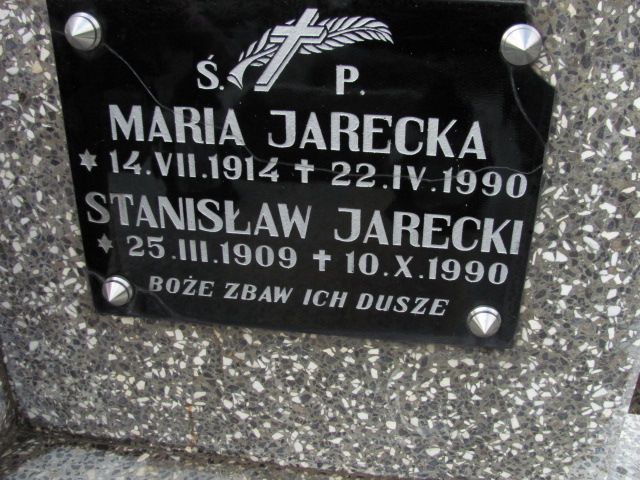 Ś. P.
MARIA JARECKA
✶ 14.VII.1914 ✝ 22.IV.1990
STANISŁAW JARECKI
✶ 25.III.1909 ✝ 10.X.1990
BOŻE ZBAW ICH DUSZE